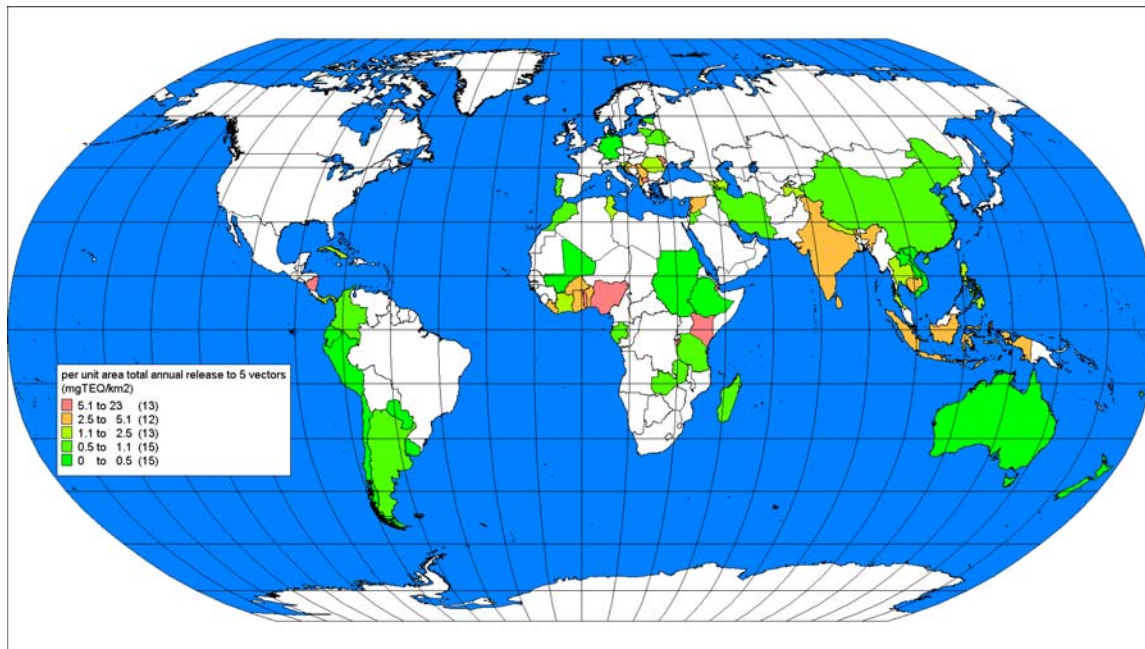 per unit area total annual release to 5 vectors
(mgTEQ/km2)
5.1 to 23 (13)
2.5 to 5.1 (12)
1.1 to 2.5 (13)
0.5 to 1.1 (15)
0 to 0.5 (15)